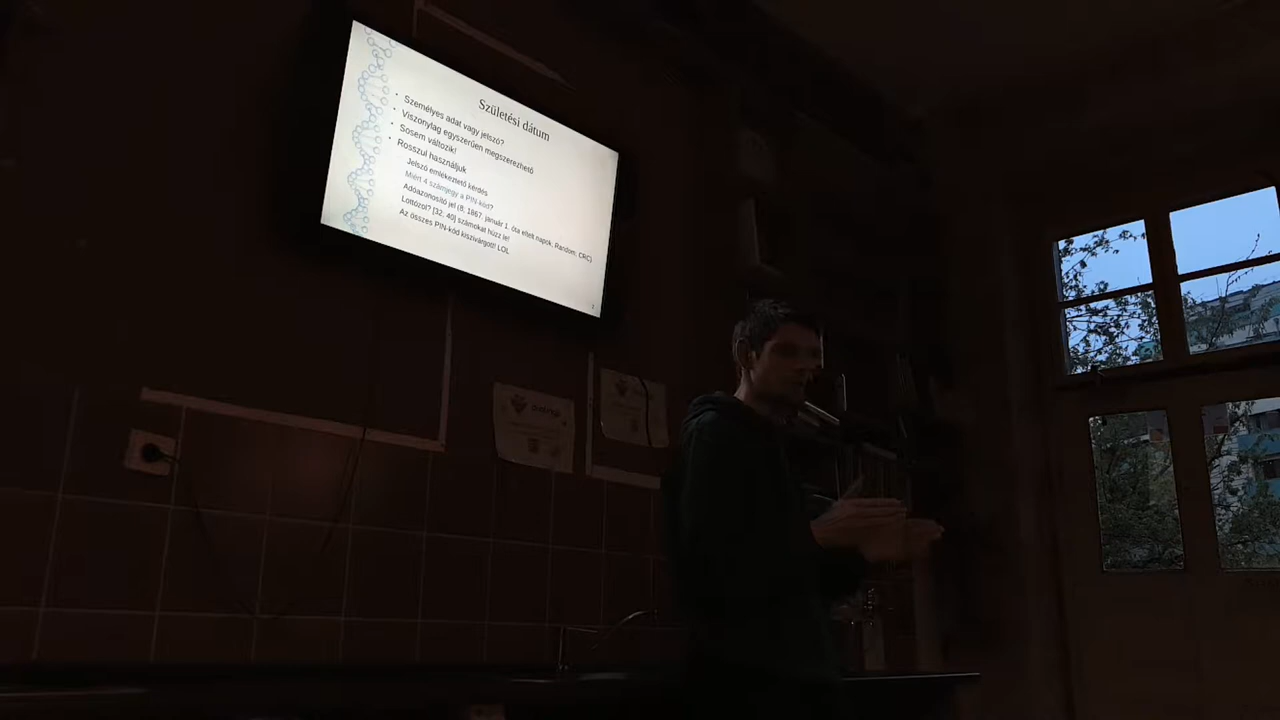 Születési dátum
• Személyes adat vagy jelszó?
• Viszonylag egyszerűen megszerezhető
• Sosem változik!
• Rosszul használjuk
Jelszó emlékeztető kérdés
Miért 4 számjegy a PIN-kód?
Adóazonosító jel (8; 1867. január 1. óta eltelt napok; Random; CRC)
Lottózol? [32, 40] számokat húzz le!
Az összes PIN-kód kiszivárgott! LOL